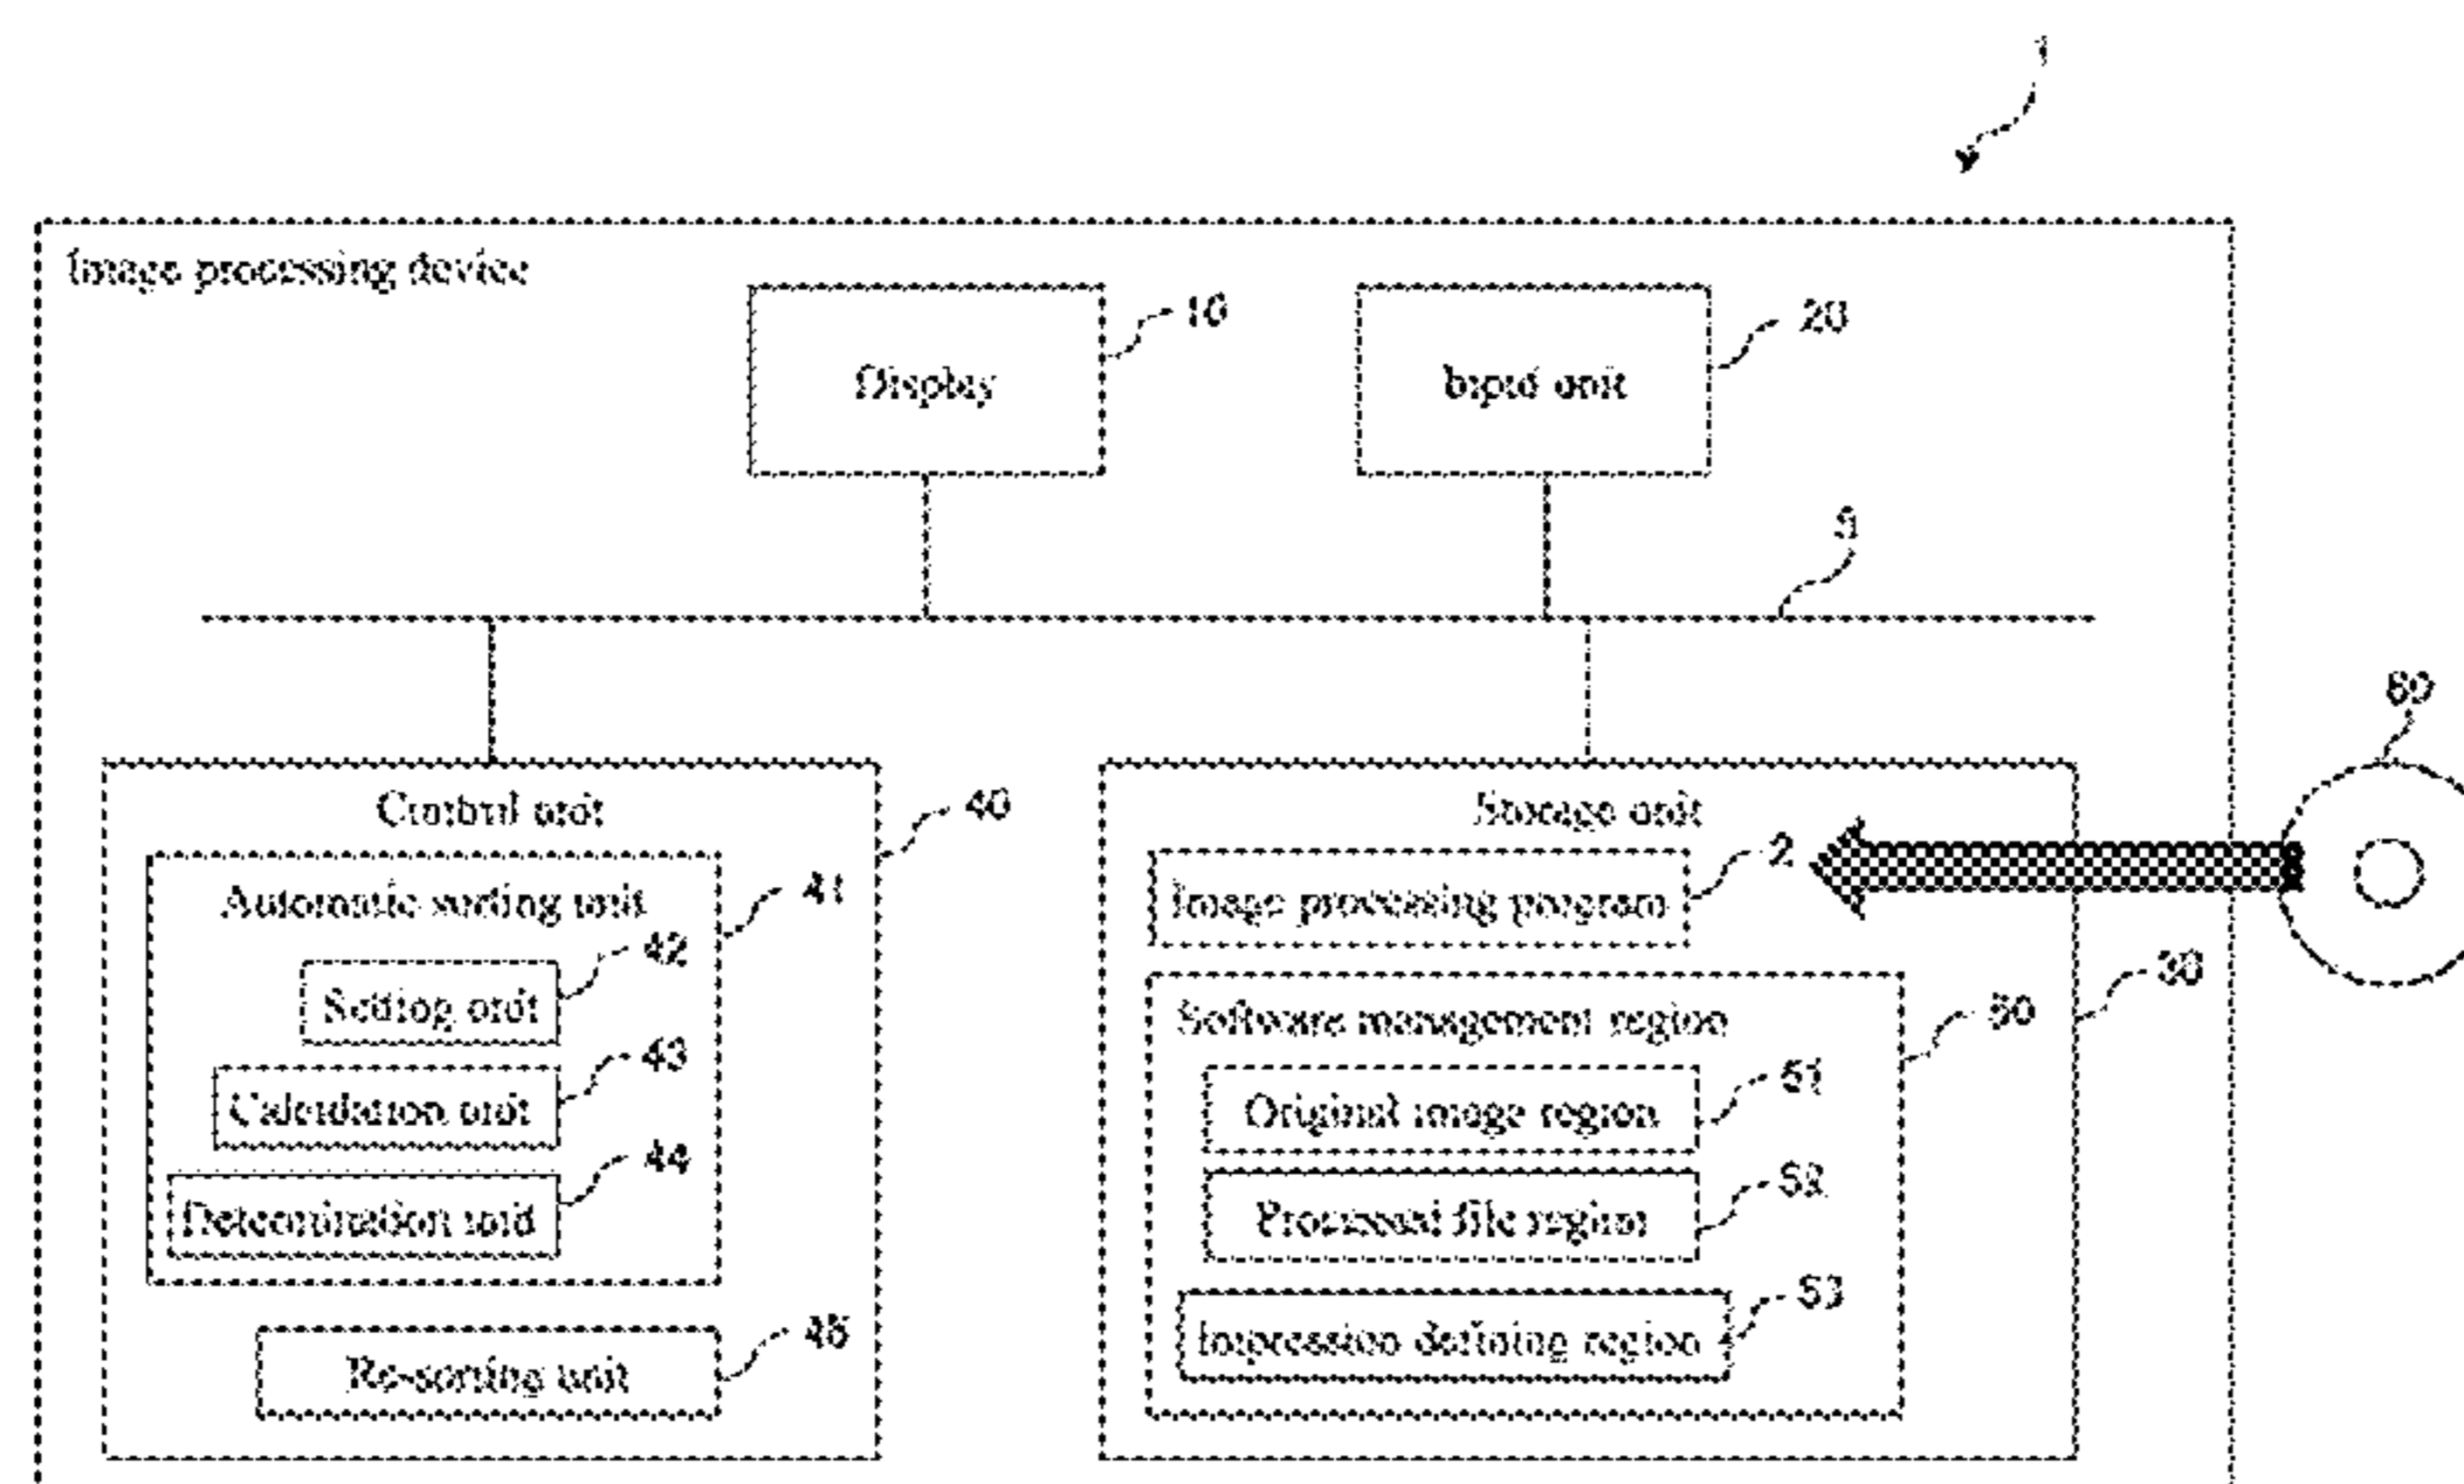 1
Image processing device
10
20
Display
Input unit
5
60
Control unit
40
Storage unit
2
Automatic sorting unit
41
Image processing program
42
30
Setting unit
50
Software management region
43
51
Calculation unit
Original image region
44
52
Determination unit
Processed file region
53
45
Impression defining region
Re-sorting unit